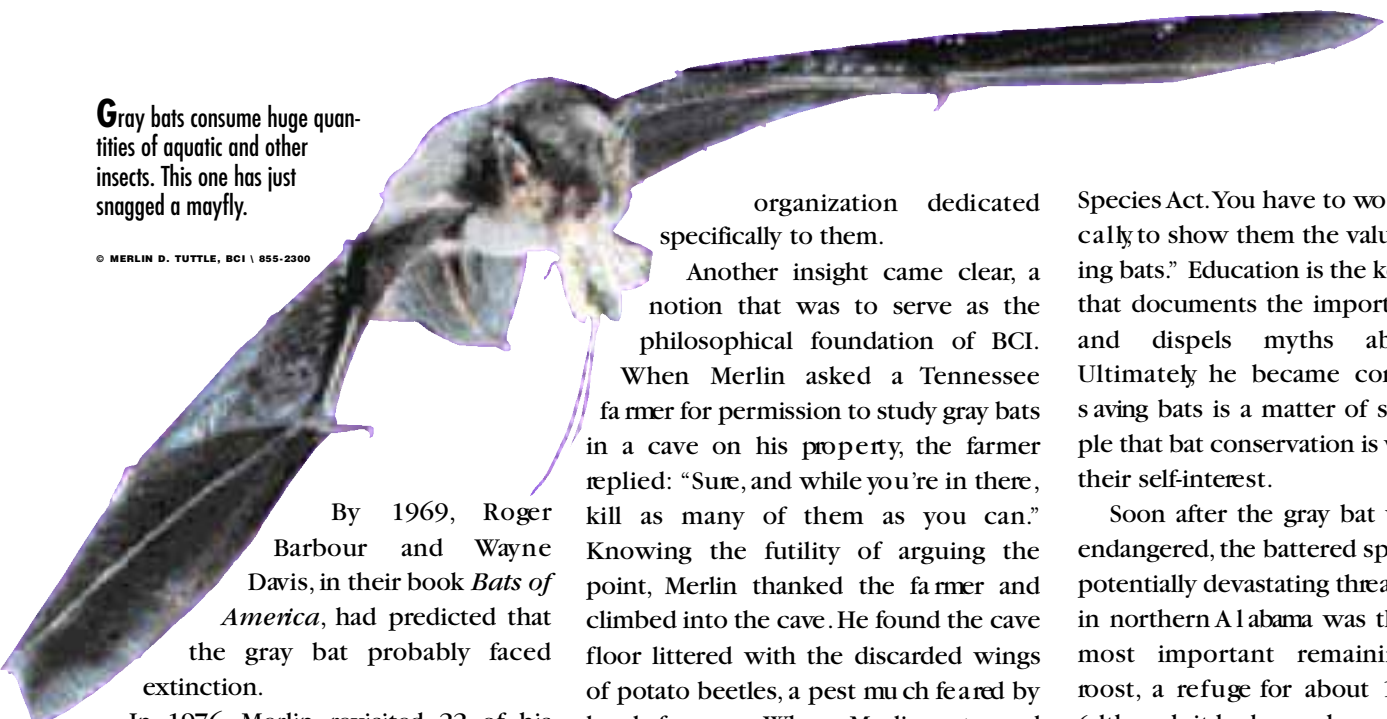 Gray bats consume huge quan-
tities of aquatic and other
insects. This one has just
snagged a mayfly.
© MERLIN D. TUTTLE, BCI \ 855-2300
By 1969, Roger
Barbour and Wayne
Davis, in their book Bats of
America, had predicted that
the gray bat probably faced
extinction.
In 1976, Merlin revisited 22 of his
organization dedicated
specifically to them.
Another insight came clear, a
notion that was to serve as the
philosophical foundation of BCI.
When Merlin asked a Tennessee
farmer for permission to study gray bats
in a cave on his property, the farmer
replied: “Sure, and while you’re in there,
kill as many of them as you can.”
Knowing the futility of arguing the
point, Merlin thanked the farmer and
climbed into the cave. He found the cave
floor littered with the discarded wings
of potato beetles, a pest much feared by
Species Act. You have to
cally, to show them the
ing bats.” Education is the
that documents the
and dispels myths
Ultimately, he became
saving bats is a matter of
ple that bat conservation is
their self-interest.
Soon after the gray bat
endangered, the battered
potentially devastating
in northern Alabama was
most important
roost, a refuge for about